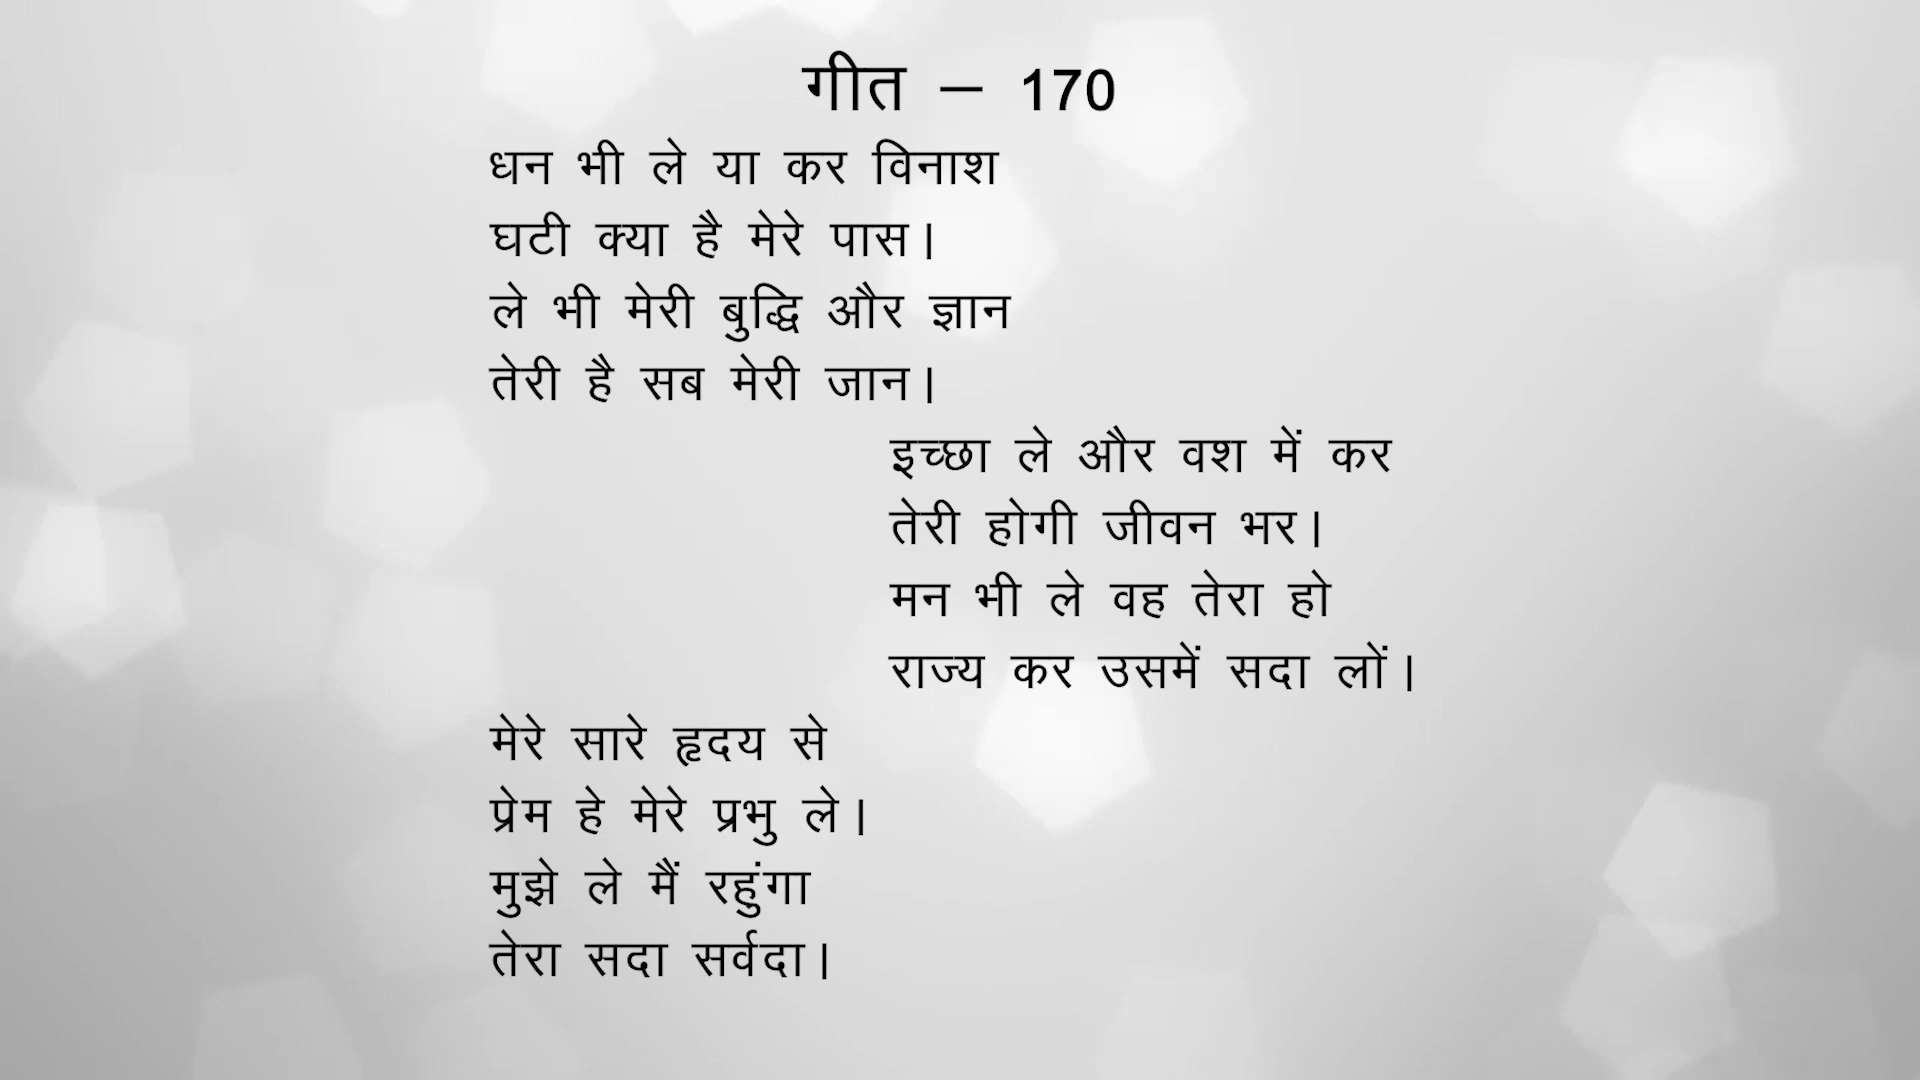 गीत – 170
धन भी ले या कर विनाश
घटी क्या है मेरे पास।
ले भी मेरी बुद्धि और ज्ञान
तेरी है सब मेरी जान।
इच्छा ले और वश में कर
तेरी होगी जीवन भर।
मन भी ले वह तेरा हो
राज्य कर उसमें सदा लों।
मेरे सारे हृदय से
प्रेम हे मेरे प्रभु ले।
मुझे ले मैं रहुंगा
तेरा सदा सर्वदा।